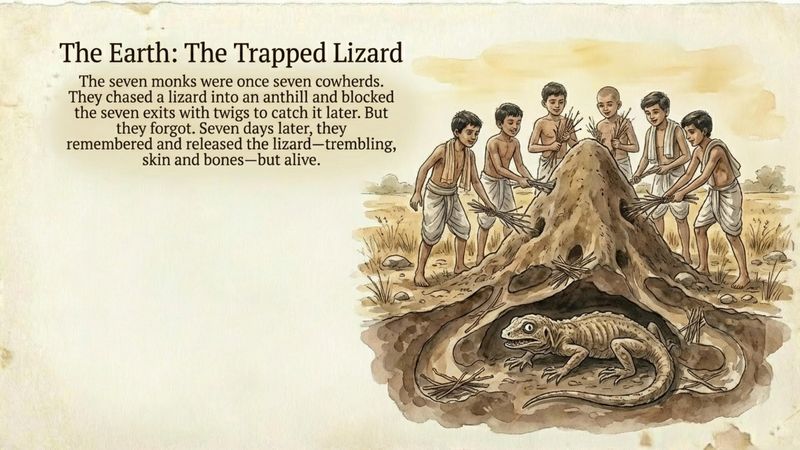 The Earth: The Trapped Lizard
The seven monks were once seven cowherds.
They chased a lizard into an anthill and blocked
the seven exits with twigs to catch it later. But
they forgot. Seven days later, they
remembered and released the lizard—trembling,
skin and bones—but alive.